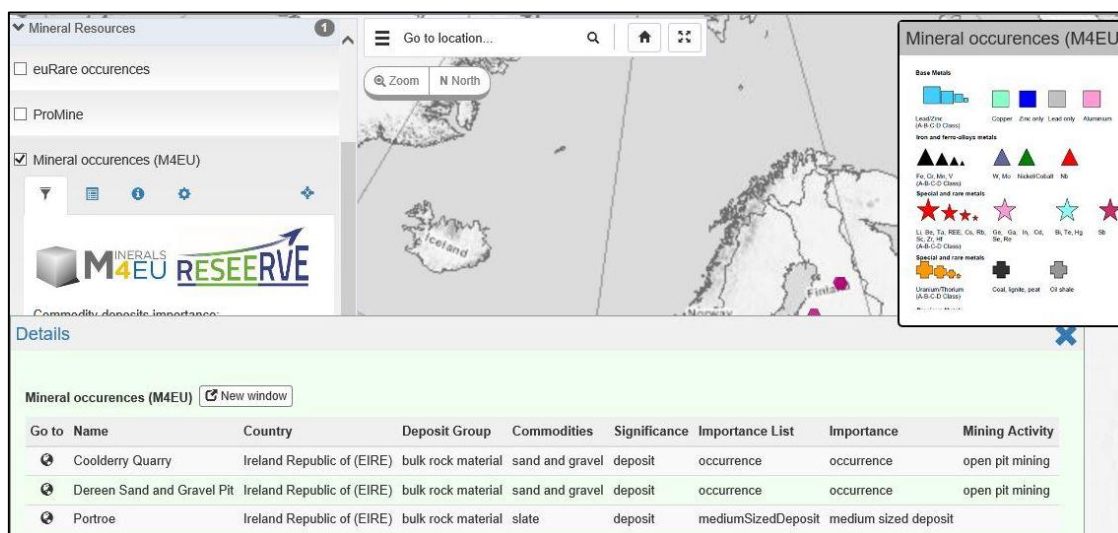 Mineral Resources 1
euRare occurences
ProMine
Mineral occurences (M4EU)
MINERALS
M4EU RESEERVE
Commodity deposits importance:
Go to location...
Zoom N North
Iceland
Norway
Finland
Mineral occurences (M4EU
Base Metals
Lead/Zinc Copper Zinc only Lead only Aluminum
(A-B-C-D Class)
Iron and ferro-alloys metals
Fe, Cr, Mn, V W, Mo Nickel/Cobalt Nb
(A-B-C-D Class)
Special and rare metals
Li, Be, Ta, REE, Cs, Rb, Ge, Ga, In, Cd, Bi, Te, Hg Sb
Sc, Zr, Hf Se, Re
(A-B-C-D Class)
Special and rare metals
Uranium/Thorium Coal, lignite, peat Oil shale
(A-B-C-D Class)
Details
Mineral occurences (M4EU) New window
Go to Name Country Deposit Group Commodities Significance Importance List Importance Mining Activity
Coolderry Quarry Ireland Republic of (EIRE) bulk rock material sand and gravel deposit occurrence occurrence open pit mining
Dereen Sand and Gravel Pit Ireland Republic of (EIRE) bulk rock material sand and gravel deposit occurrence occurrence open pit mining
Portroe Ireland Republic of (EIRE) bulk rock material slate deposit mediumSizedDeposit medium sized deposit